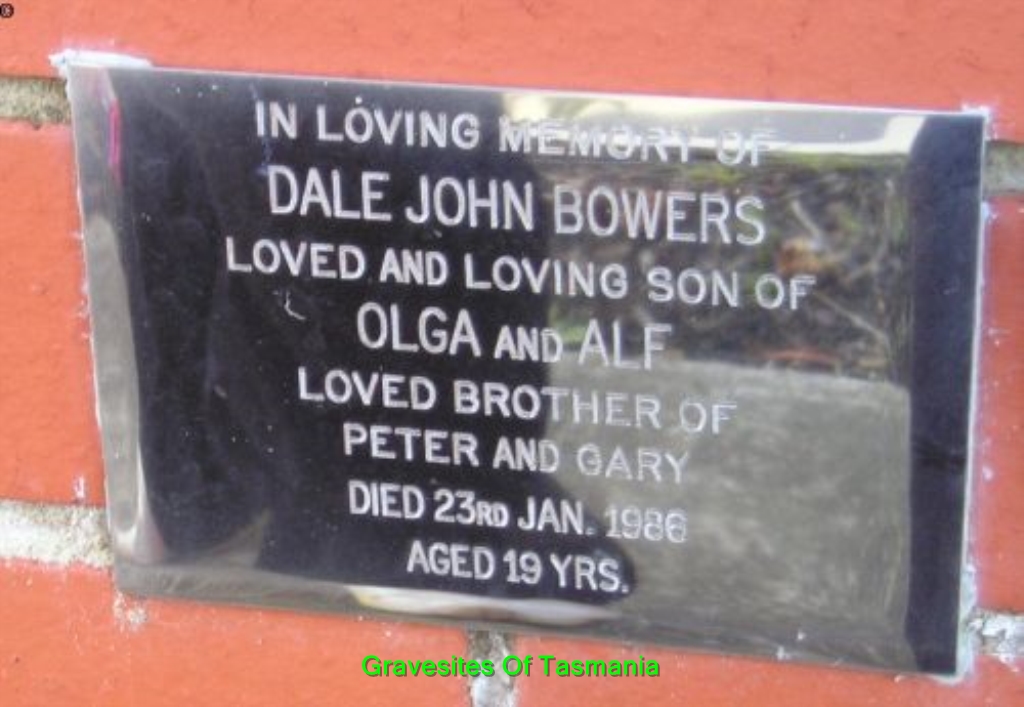 IN LOVING MEMORY OF
DALE JOHN BOWERS
LOVED AND LOVING SON OF
OLGA AND ALF
LOVED BROTHER OF
PETER AND GARY
DIED 23RD JAN. 1986
AGED 19 YRS.
Gravesites Of Tasmania